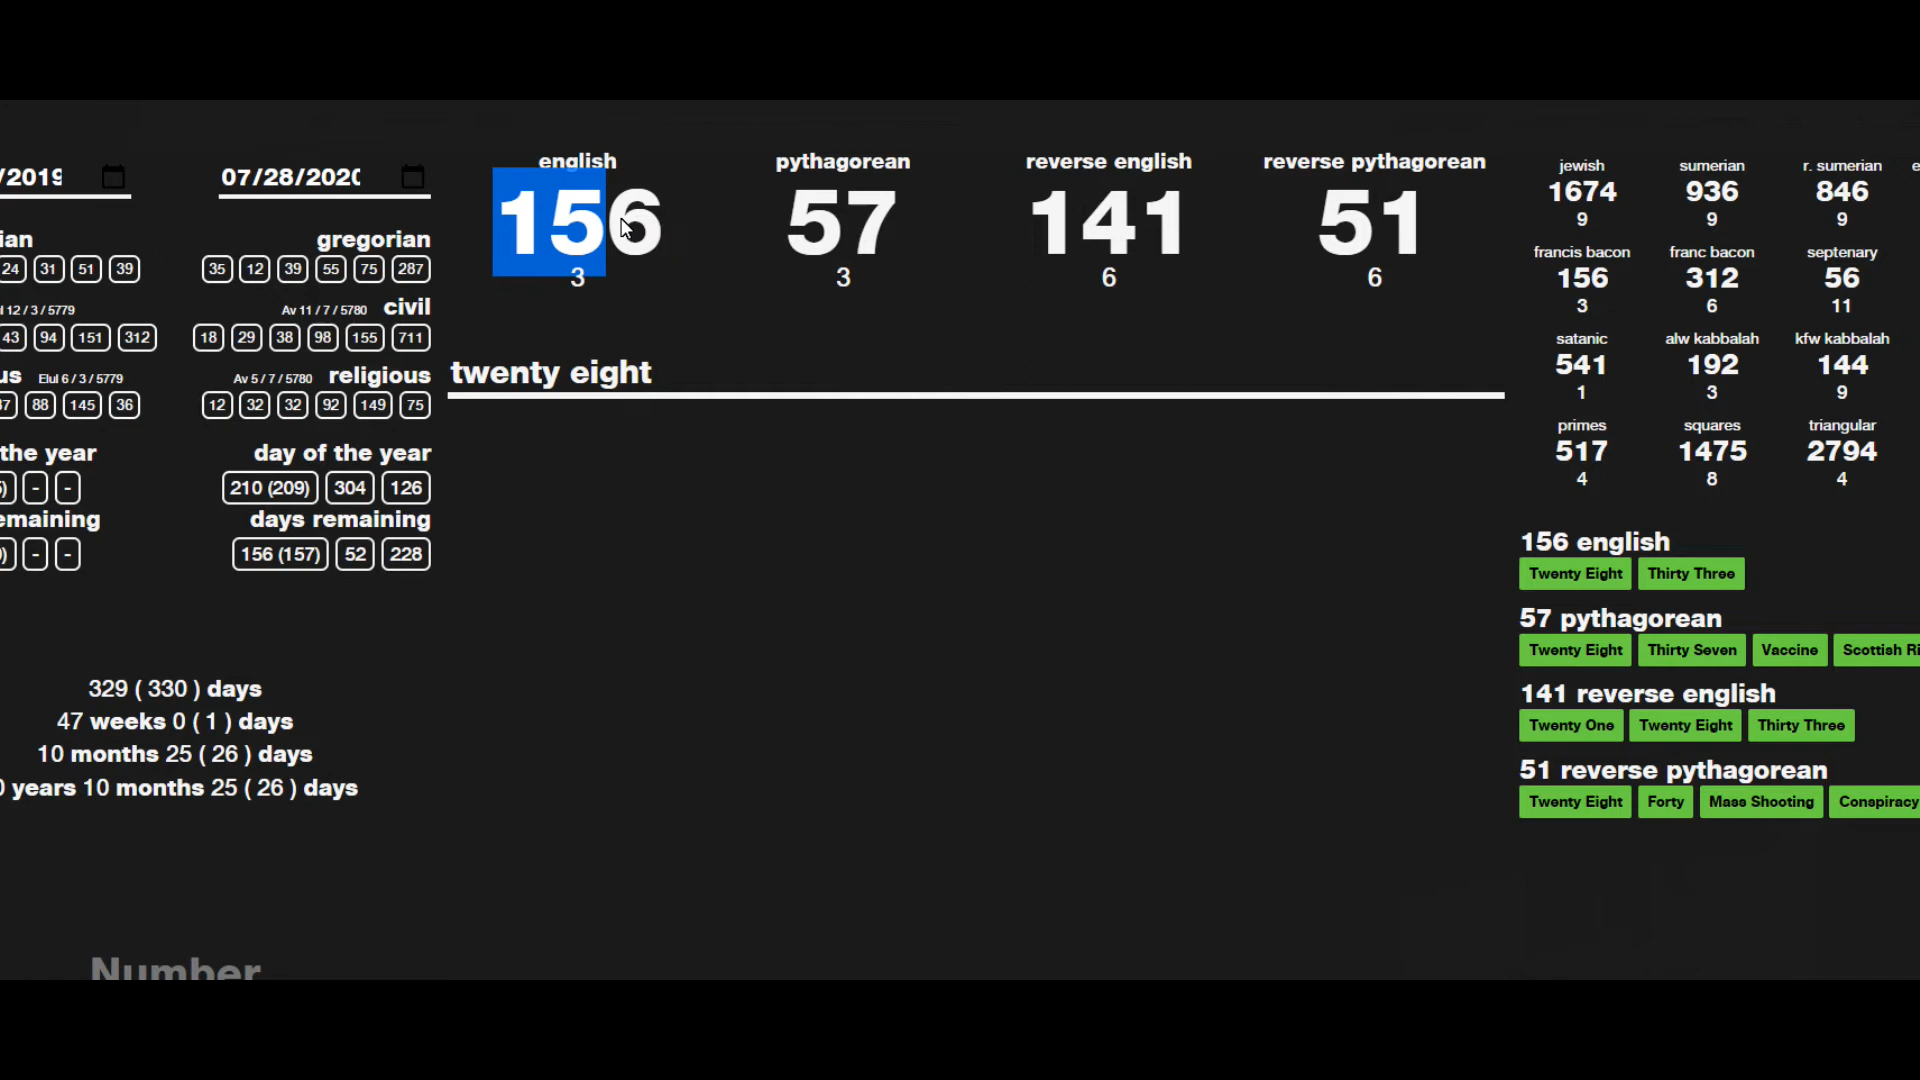 /2019
07/28/2020
ian
24 31 51 39
gregorian
35 12 39 55 75 287
l 12 / 3 / 5779
43 94 151 312
Av 11 / 7 / 5780 civil
18 29 38 98 155 711
us Elul 6 / 3 / 5779
37 88 145 36
Av 5 / 7 / 5780 religious
12 32 32 92 149 75
the year
) - -
day of the year
210 (209) 304 126
emaining
) - -
days remaining
156 (157) 52 228
329 ( 330 ) days
47 weeks 0 ( 1 ) days
10 months 25 ( 26 ) days
0 years 10 months 25 ( 26 ) days
Number
english
156
3
pythagorean
57
3
reverse english
141
6
reverse pythagorean
51
6
twenty eight
jewish sumerian r. sumerian e
1674 936 846
9 9 9
francis bacon franc bacon septenary
156 312 56
3 6 11
satanic alw kabbalah kfw kabbalah
541 192 144
1 3 9
primes squares triangular
517 1475 2794
4 8 4
156 english
Twenty Eight Thirty Three
57 pythagorean
Twenty Eight Thirty Seven Vaccine Scottish Ri
141 reverse english
Twenty One Twenty Eight Thirty Three
51 reverse pythagorean
Twenty Eight Forty Mass Shooting Conspiracy